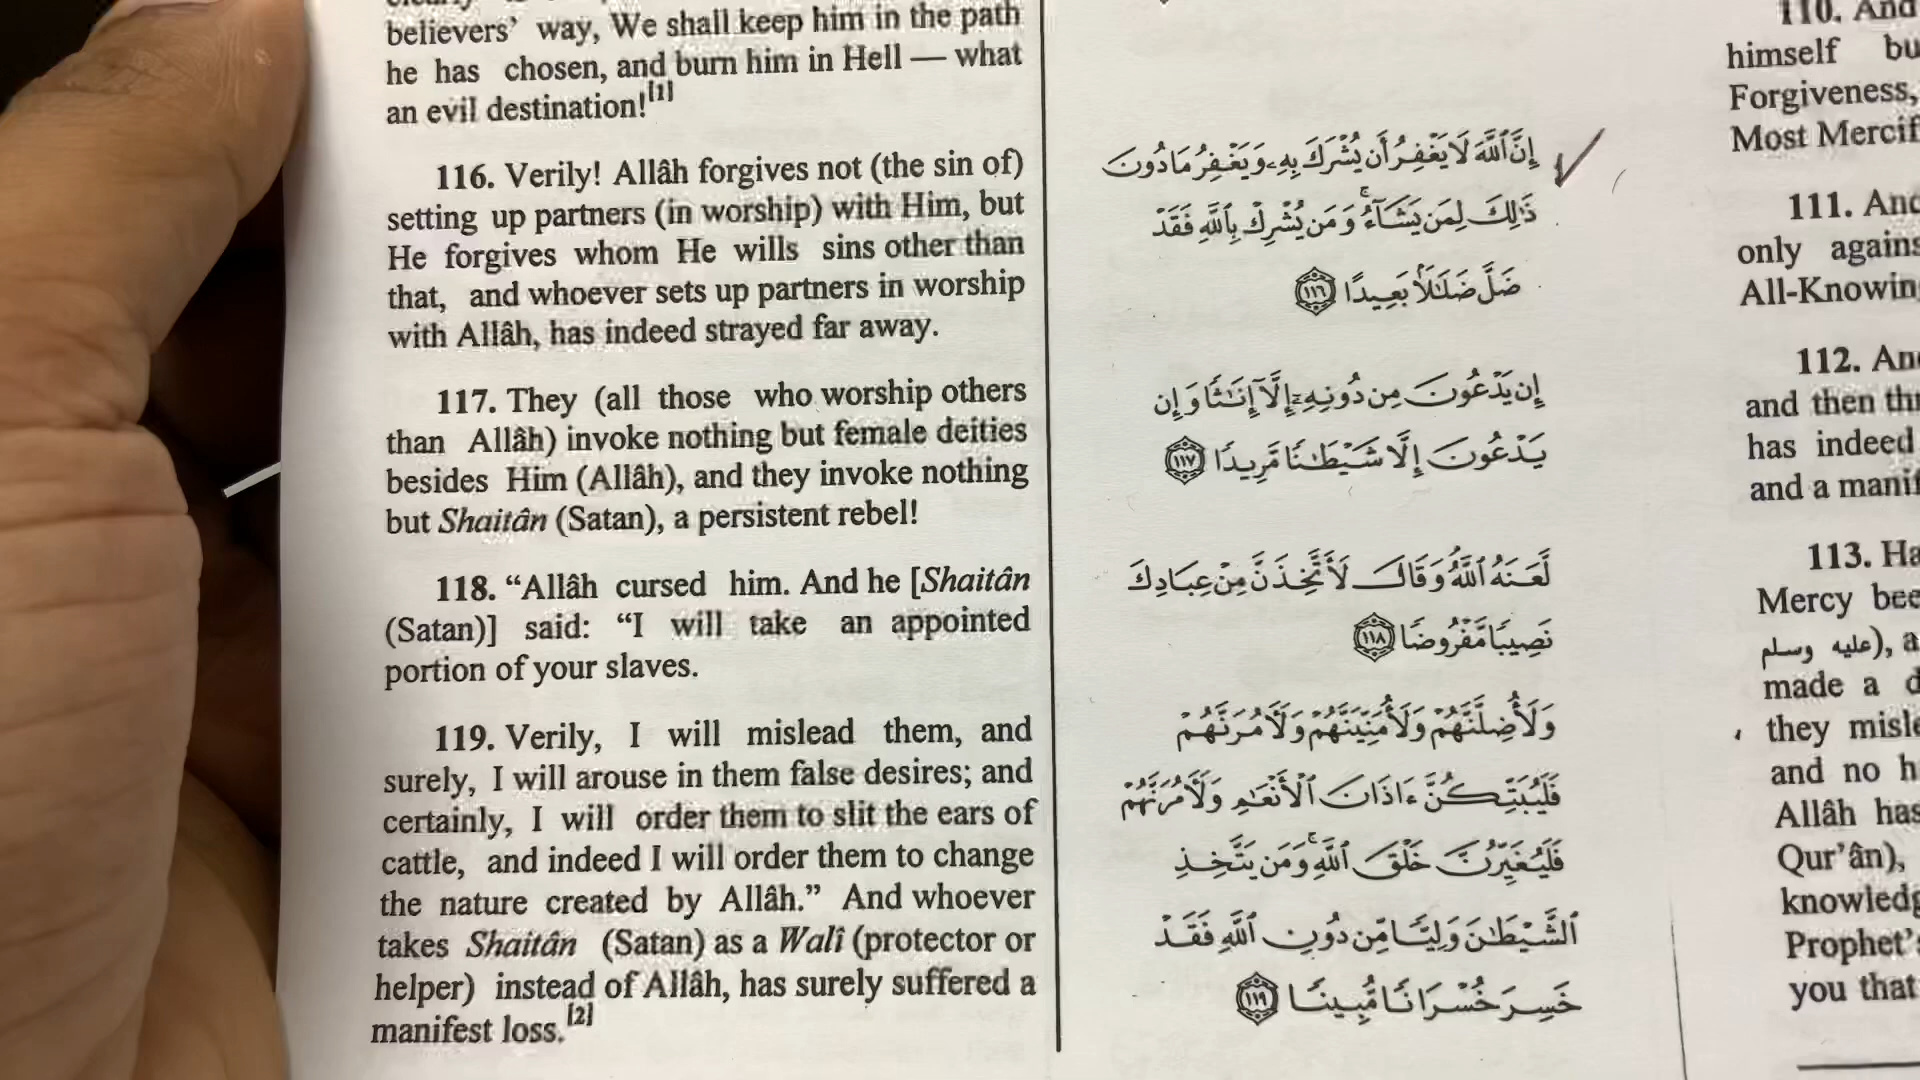 believers’ way, We shall keep him in the path
he has chosen, and burn him in Hell — what
an evil destination![1]
116. Verily! Allâh forgives not (the sin of)
setting up partners (in worship) with Him, but
He forgives whom He wills sins other than
that, and whoever sets up partners in worship
with Allâh, has indeed strayed far away.
117. They (all those who worship others
than Allâh) invoke nothing but female deities
besides Him (Allâh), and they invoke nothing
but Shaitân (Satan), a persistent rebel!
118. “Allâh cursed him. And he [Shaitân
(Satan)] said: “I will take an appointed
portion of your slaves.
119. Verily, I will mislead them, and
surely, I will arouse in them false desires; and
certainly, I will order them to slit the ears of
cattle, and indeed I will order them to change
the nature created by Allâh.” And whoever
takes Shaitân (Satan) as a Walî (protector or
helper) instead of Allâh, has surely suffered a
manifest loss.[2]
إِنَّ ٱللَّهَ لَا يَغْفِرُ أَن يُشْرَكَ بِهِۦ وَيَغْفِرُ مَا دُونَ
ذَٰلِكَ لِمَن يَشَآءُ ۚ وَمَن يُشْرِكْ بِٱللَّهِ فَقَدْ
ضَلَّ ضَلَٰلًۢا بَعِيدًا ١١٦
إِن يَدْعُونَ مِن دُونِهِۦٓ إِلَّآ إِنَٰثًا وَإِن
يَدْعُونَ إِلَّا شَيْطَٰنًا مَّرِيدًا ١١٧
لَّعَنَهُ ٱللَّهُ وَقَالَ لَأَتَّخِذَنَّ مِنْ عِبَادِكَ
نَصِيبًا مَّفْرُوضًا ١١٨
وَلَأُضِلَّنَّهُمْ وَلَأُمَنِّيَنَّهُمْ وَلَءَامُرَنَّهُمْ
فَلَيُبَتِّكُنَّ ءَاذَانَ ٱلْأَنْعَٰمِ وَلَءَامُرَنَّهُمْ
فَلَيُغَيِّرُنَّ خَلْقَ ٱللَّهِ ۚ وَمَن يَتَّخِذِ
ٱلشَّيْطَٰنَ وَلِيًّا مِّن دُونِ ٱللَّهِ فَقَدْ
خَسِرَ خُسْرَانًا مُّبِينًا ١١٩
110. And
himself
Forgiveness,
Most
111.
only
112.
and then
has indeed
and a
113.
Mercy
عليه وسلم),
made a
they
and no
Allâh has
Qur’ân),
Prophet’s
you that